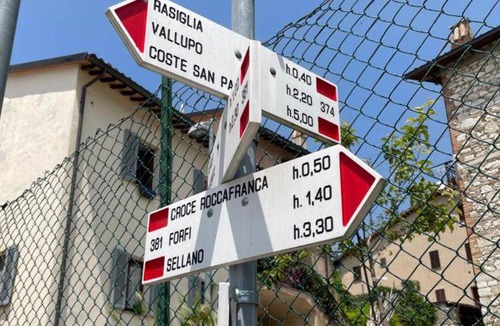 RASIGLIA h.0,40
VALLUPO h.2,20 374
COSTE SAN h.5,00
CROCE ROCCAFRANCA h.0,50
381 FORFI h. 1,40
SELLANO h.3,30